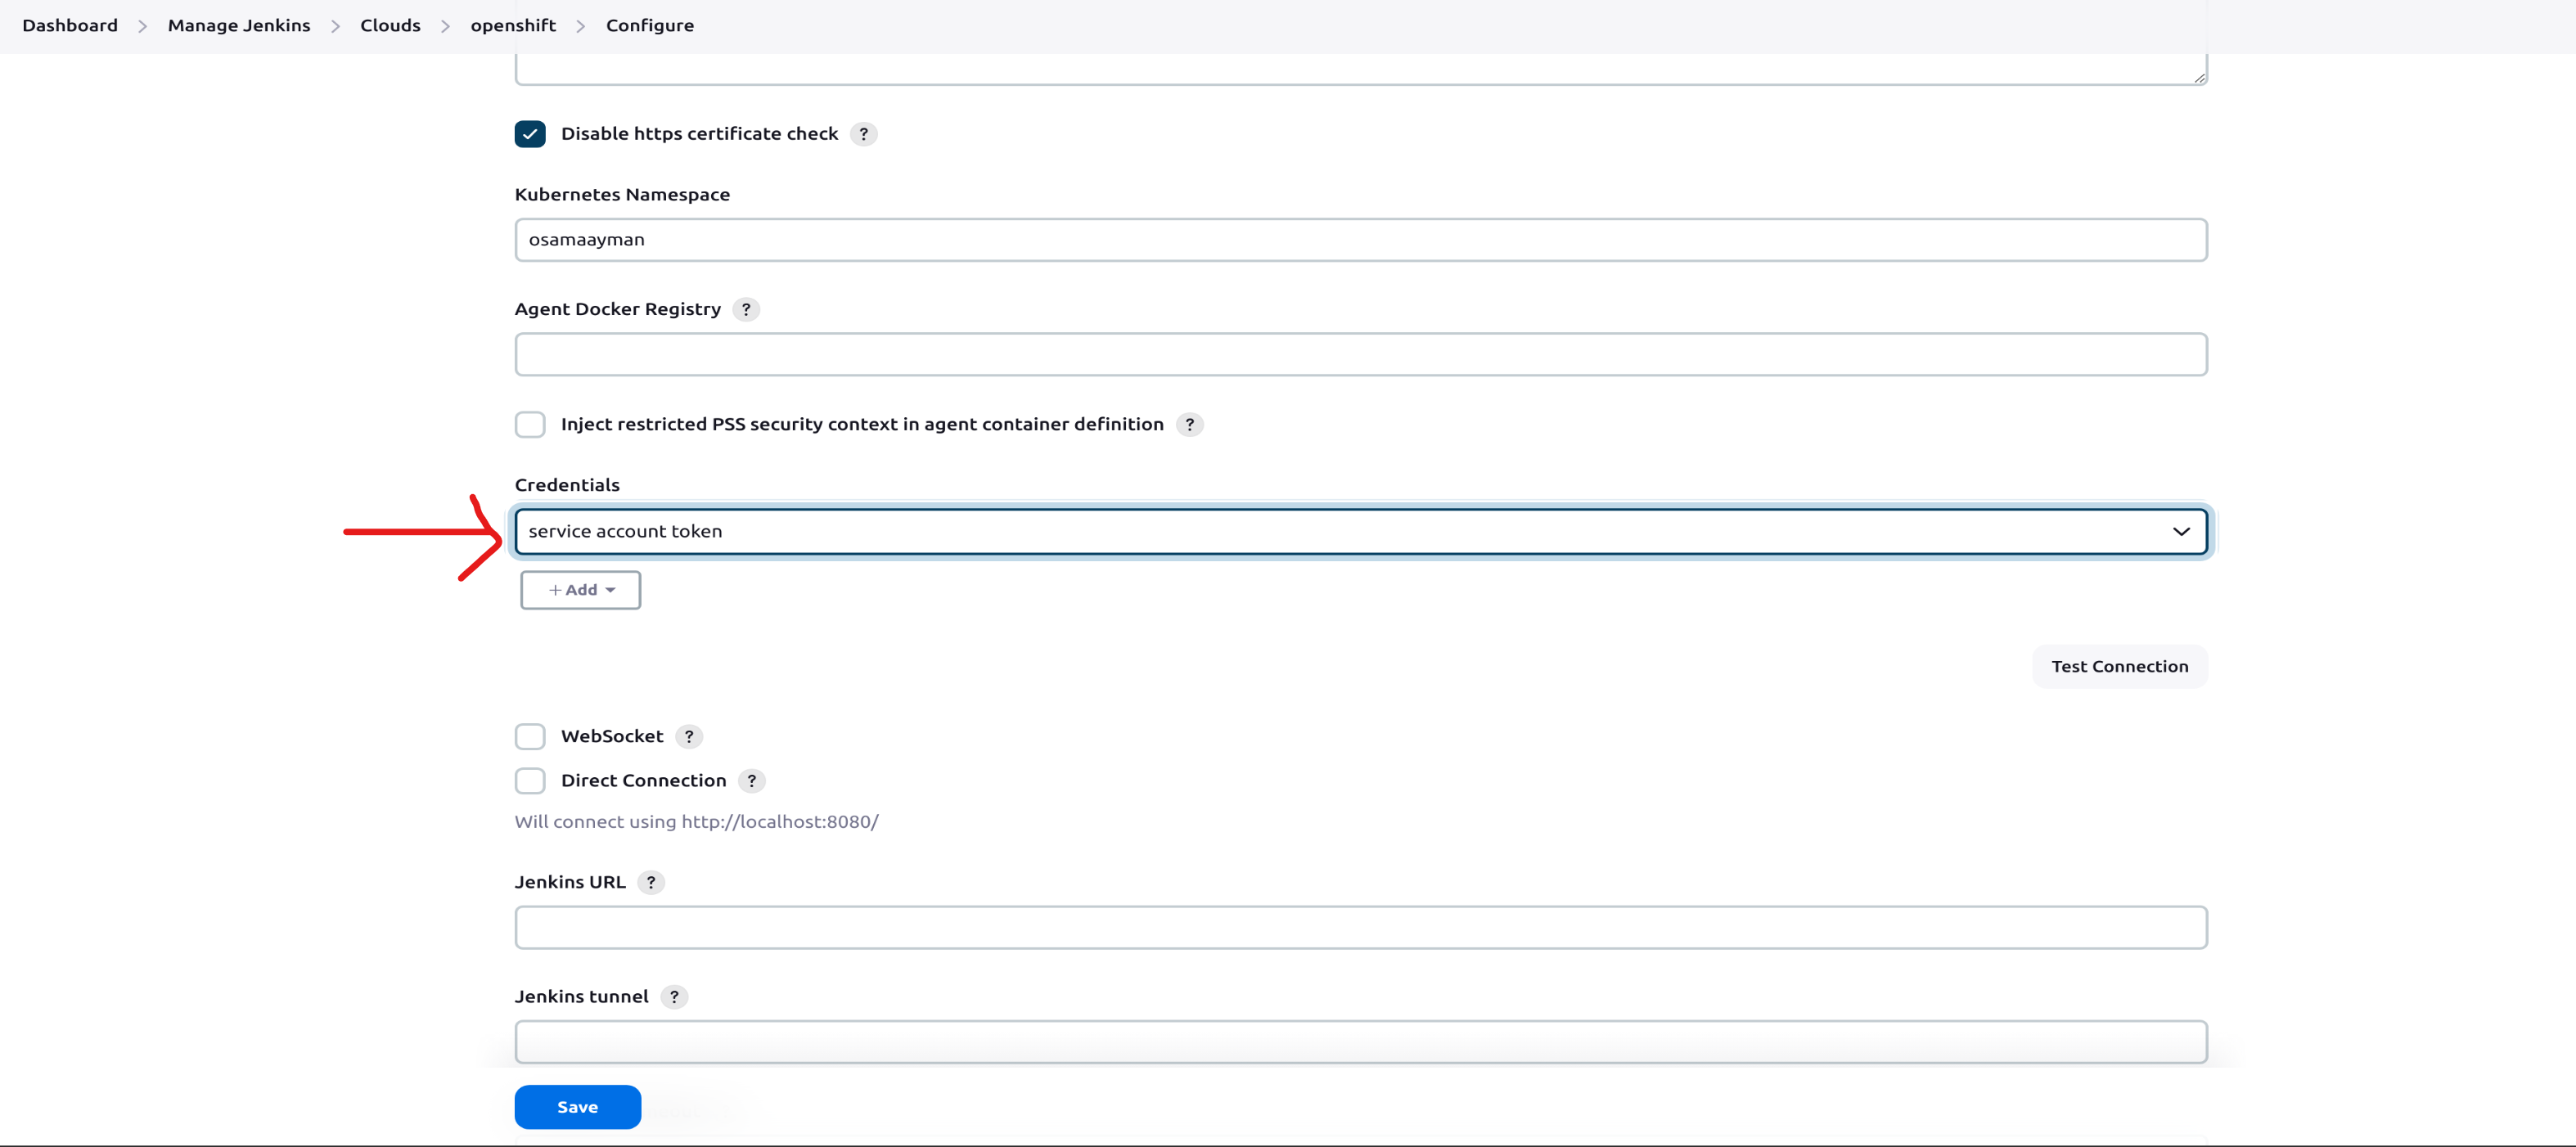 Dashboard > Manage Jenkins > Clouds > openshift > Configure
Disable https certificate check ?
Kubernetes Namespace
osamaayman
Agent Docker Registry ?
Inject restricted PSS security context in agent container definition ?
Credentials
service account token
+ Add
Test Connection
WebSocket ?
Direct Connection ?
Will connect using http://localhost:8080/
Jenkins URL ?
Jenkins tunnel ?
Save